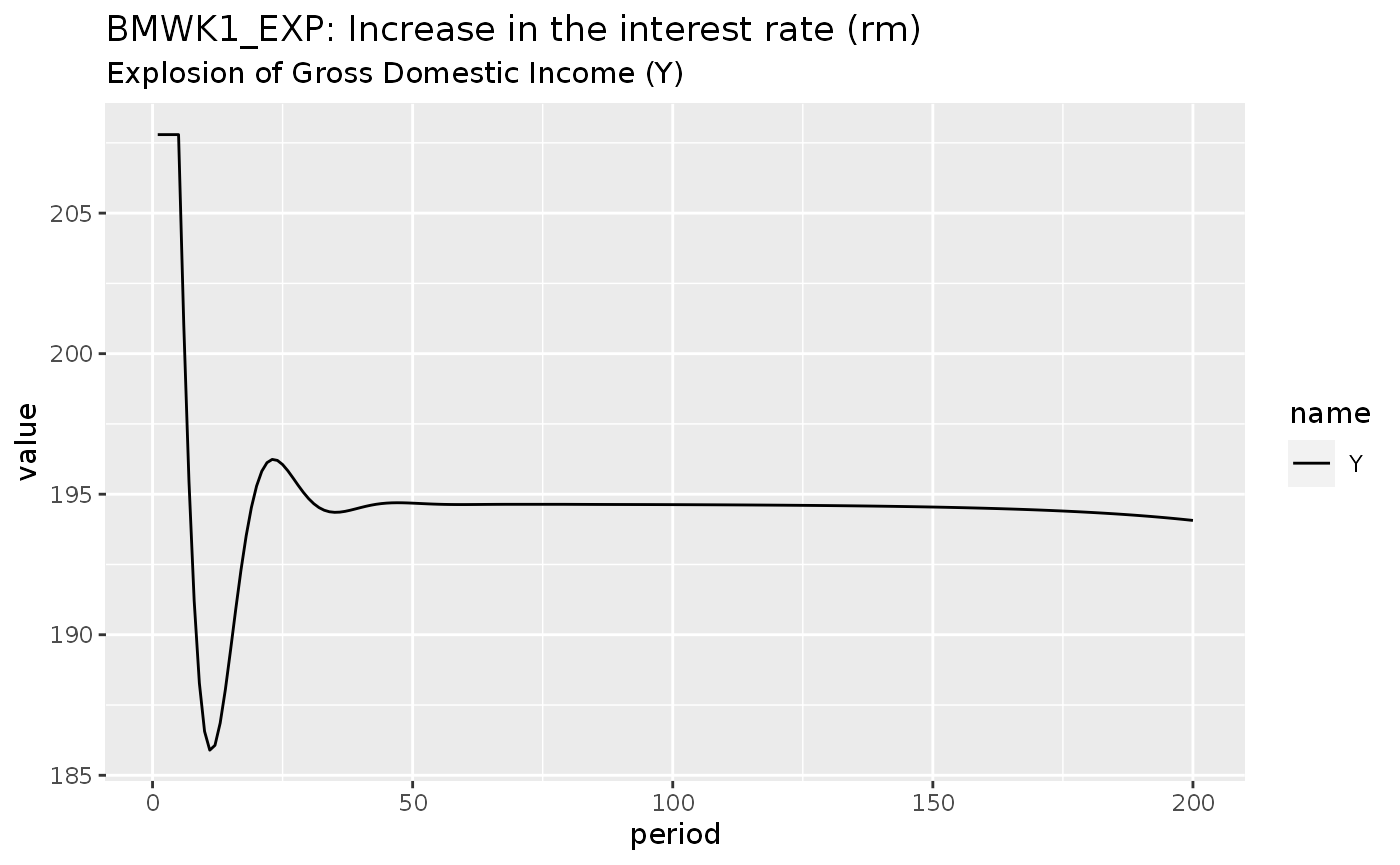 BMWK1_EXP: Increase in the interest rate (rm)
Explosion of Gross Domestic Income (Y)
205
200
195
190
185
value
0 50 100 150 200
period
name
Y